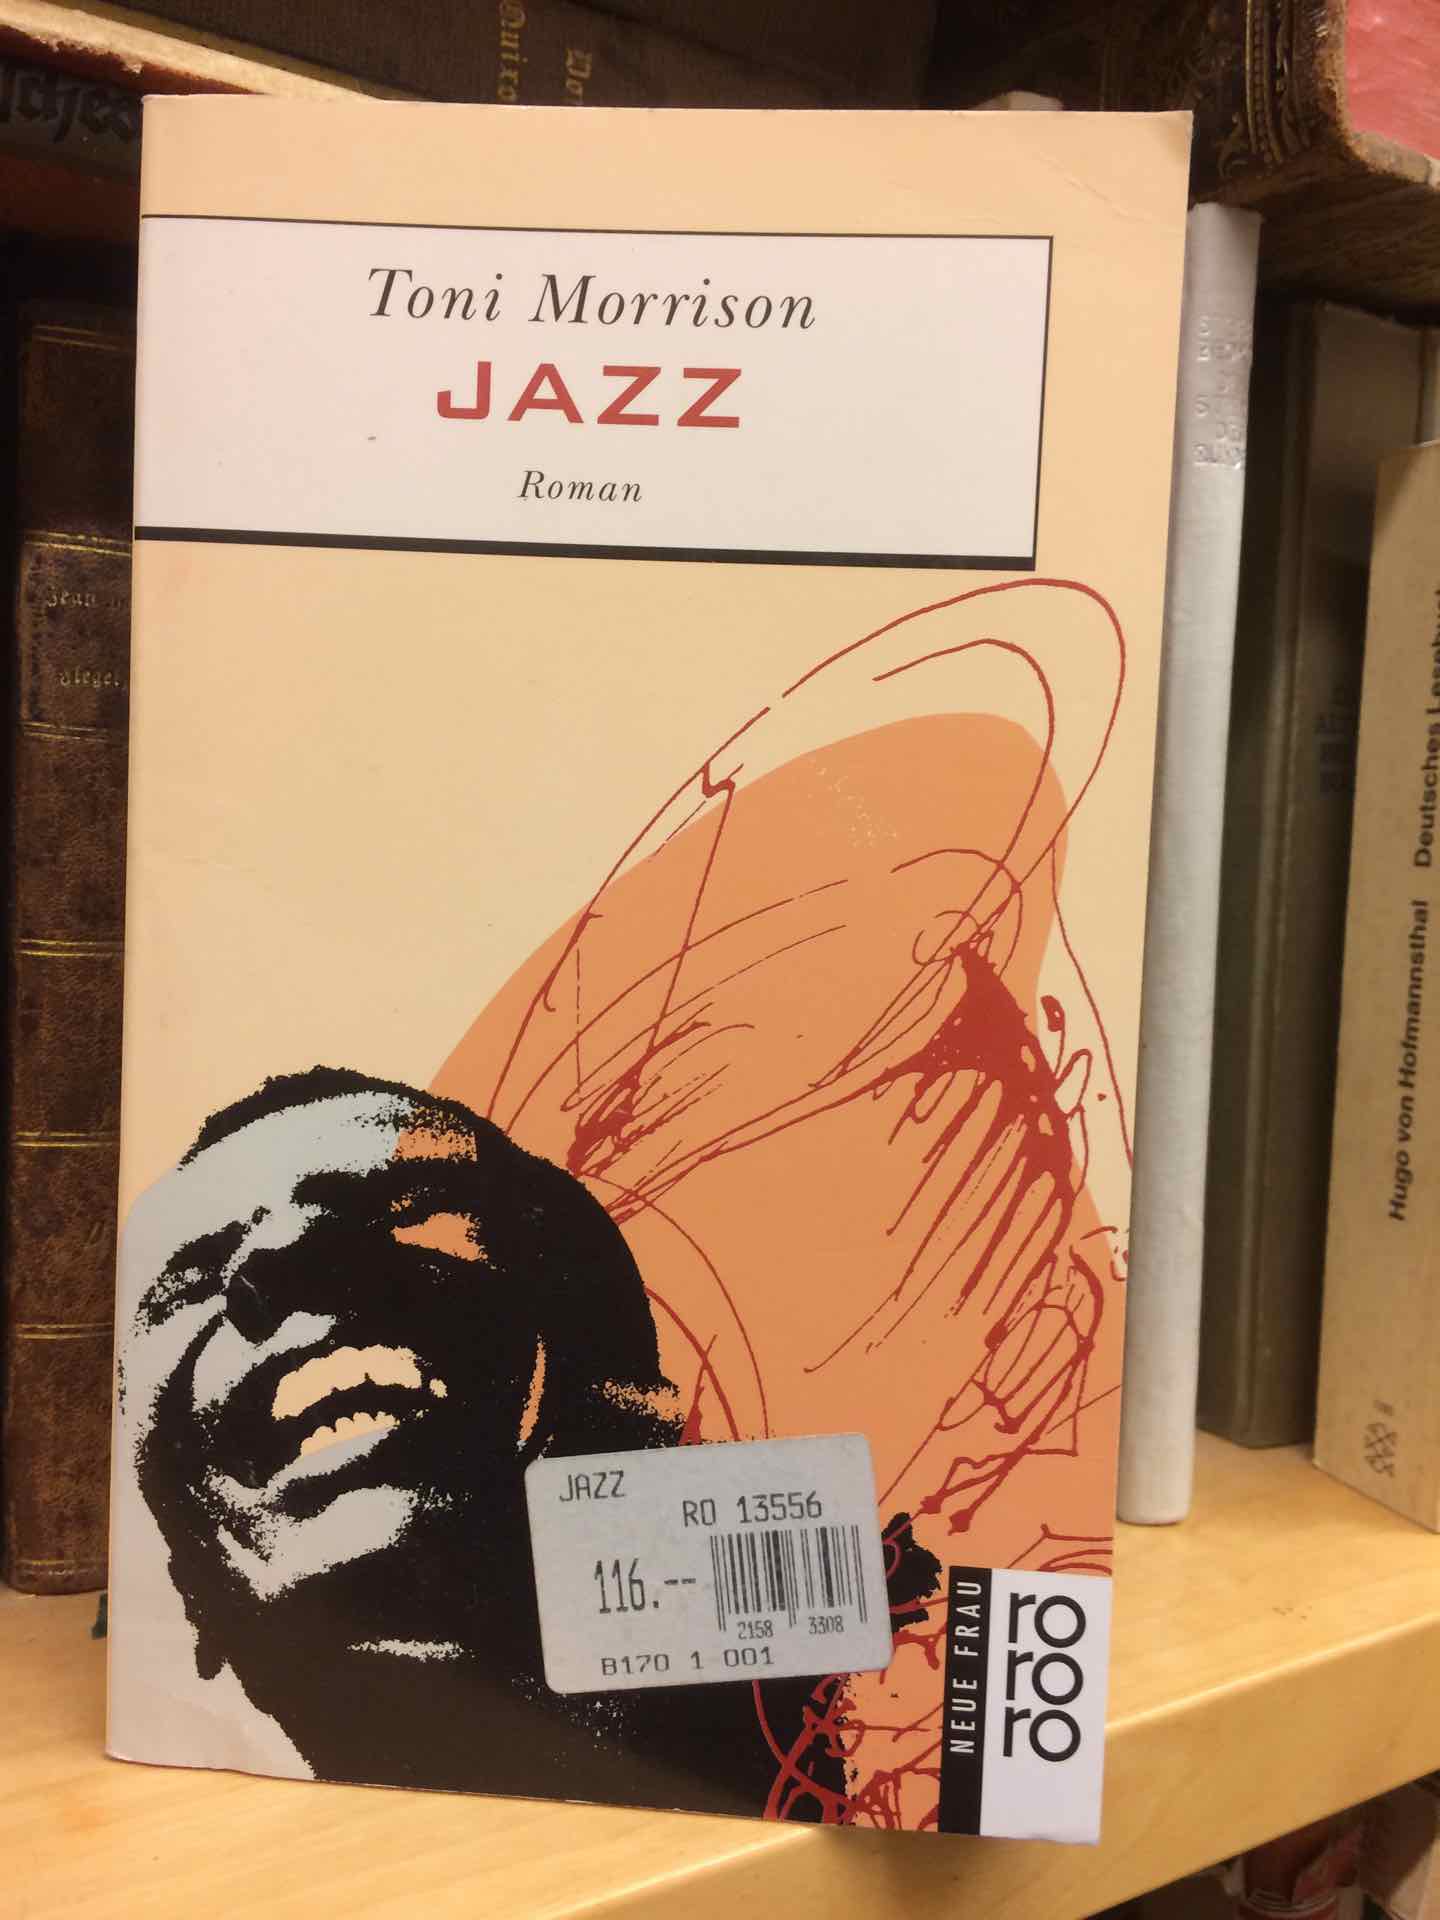 Toni Morrison
JAZZ
Roman
JAZZ
RO 13556
116.--
2158 3308
B170 1 001
NEUE FRAU
ro
ro
ro
Hugo von Hofmannsthal Deutsches Lesebuch